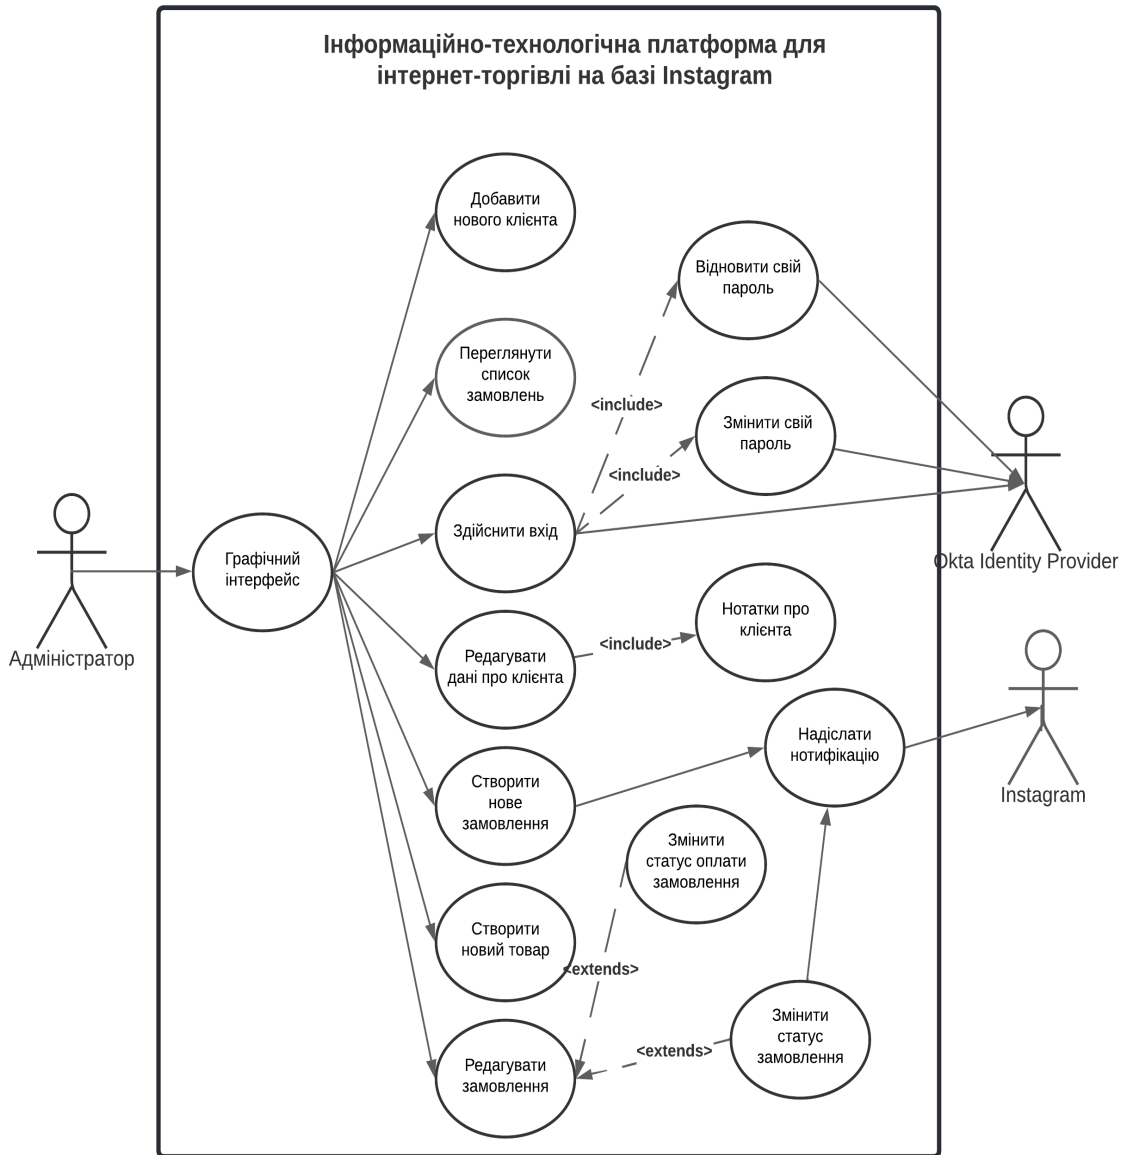 Інформаційно-технологічна платформа для
інтернет-торгівлі на базі Instagram
Добавити
нового клієнта
Відновити свій
пароль
Переглянути
список
замовлень
<include>
Змінити свій
пароль
<include>
Здійснити вхід
Графічний
інтерфейс
Okta Identity Provider
Адміністратор
Нотатки про
клієнта
<include>
Редагувати
дані про клієнта
Надіслати
нотифікацію
Instagram
Створити
нове
замовлення
Змінити
статус оплати
замовлення
Створити
новий товар
<extends>
Змінити
статус
замовлення
<extends>
Редагувати
замовлення